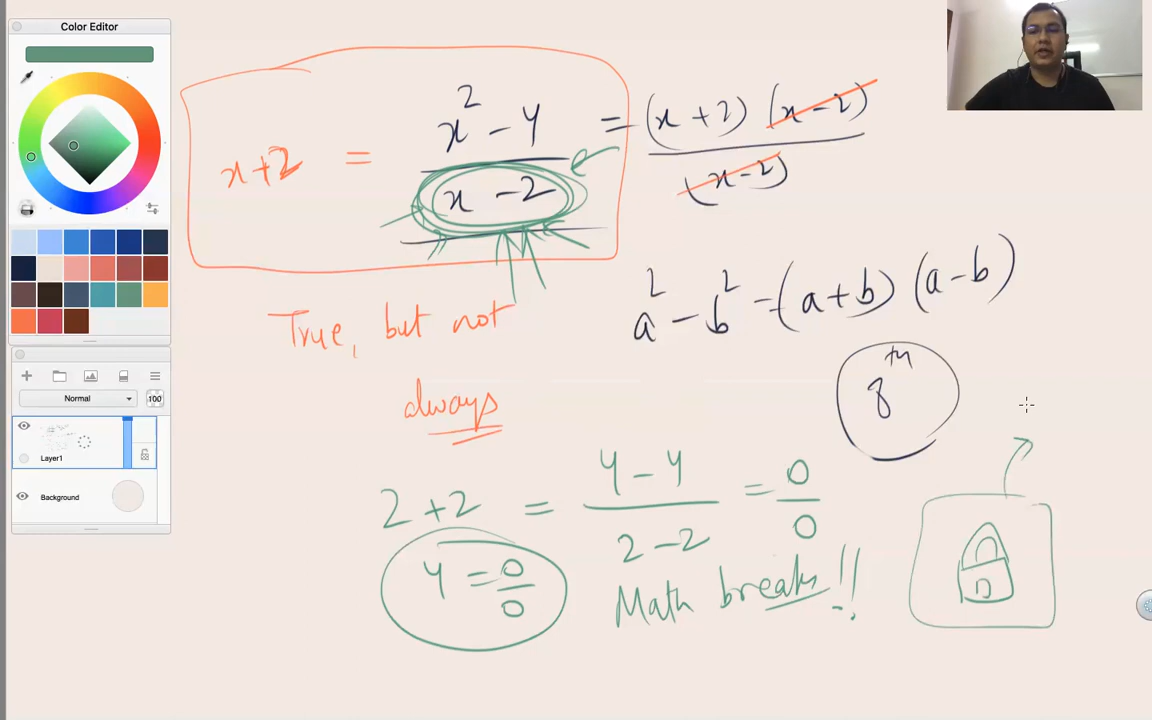 Color Editor
x+2 = x² - 4 / x - 2 = (x+2) (x-2) / (x-2)
a² - b² = (a+b) (a-b)
True, but not
always
8th
Normal
100
Layer1
Background
2+2 = 4-4 / 2-2 = 0/0
4 = 0/0
Math breaks!!